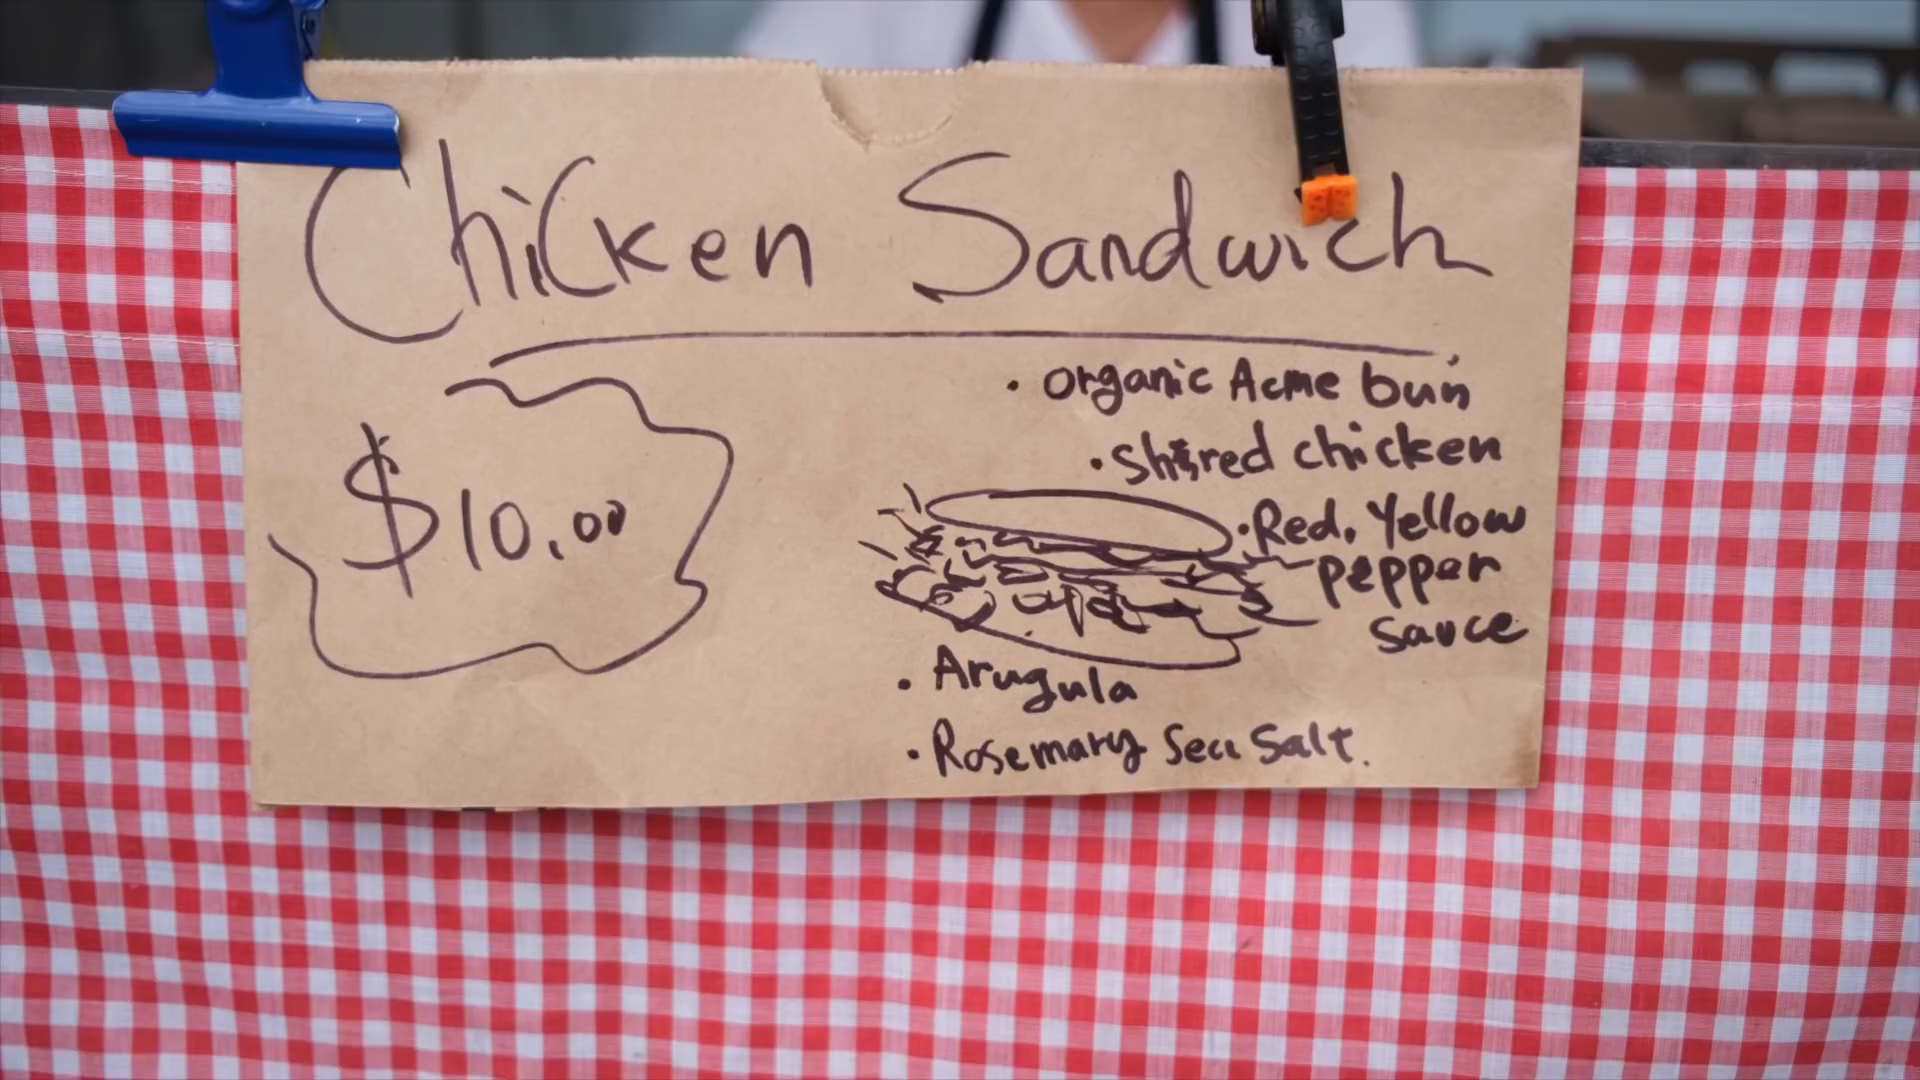 Chicken Sandwich
$10.00
• organic Acme bun
• shired chicken
• Red. Yellow
pepper
sauce
• Arugula
• Rosemary Sea Salt.